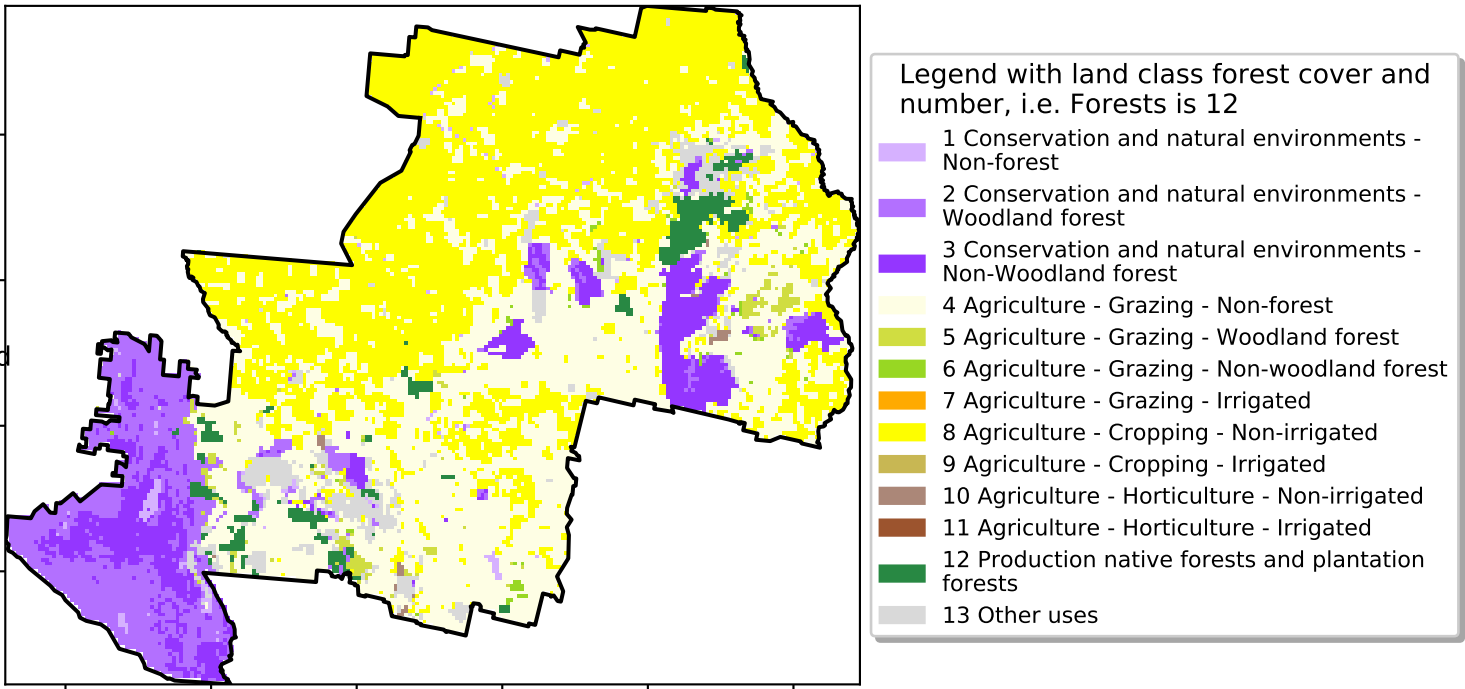 Legend with land class forest cover and
number, i.e. Forests is 12
1 Conservation and natural environments -
Non-forest
2 Conservation and natural environments -
Woodland forest
3 Conservation and natural environments -
Non-Woodland forest
4 Agriculture - Grazing - Non-forest
5 Agriculture - Grazing - Woodland forest
6 Agriculture - Grazing - Non-woodland forest
7 Agriculture - Grazing - Irrigated
8 Agriculture - Cropping - Non-irrigated
9 Agriculture - Cropping - Irrigated
10 Agriculture - Horticulture - Non-irrigated
11 Agriculture - Horticulture - Irrigated
12 Production native forests and plantation
forests
13 Other uses